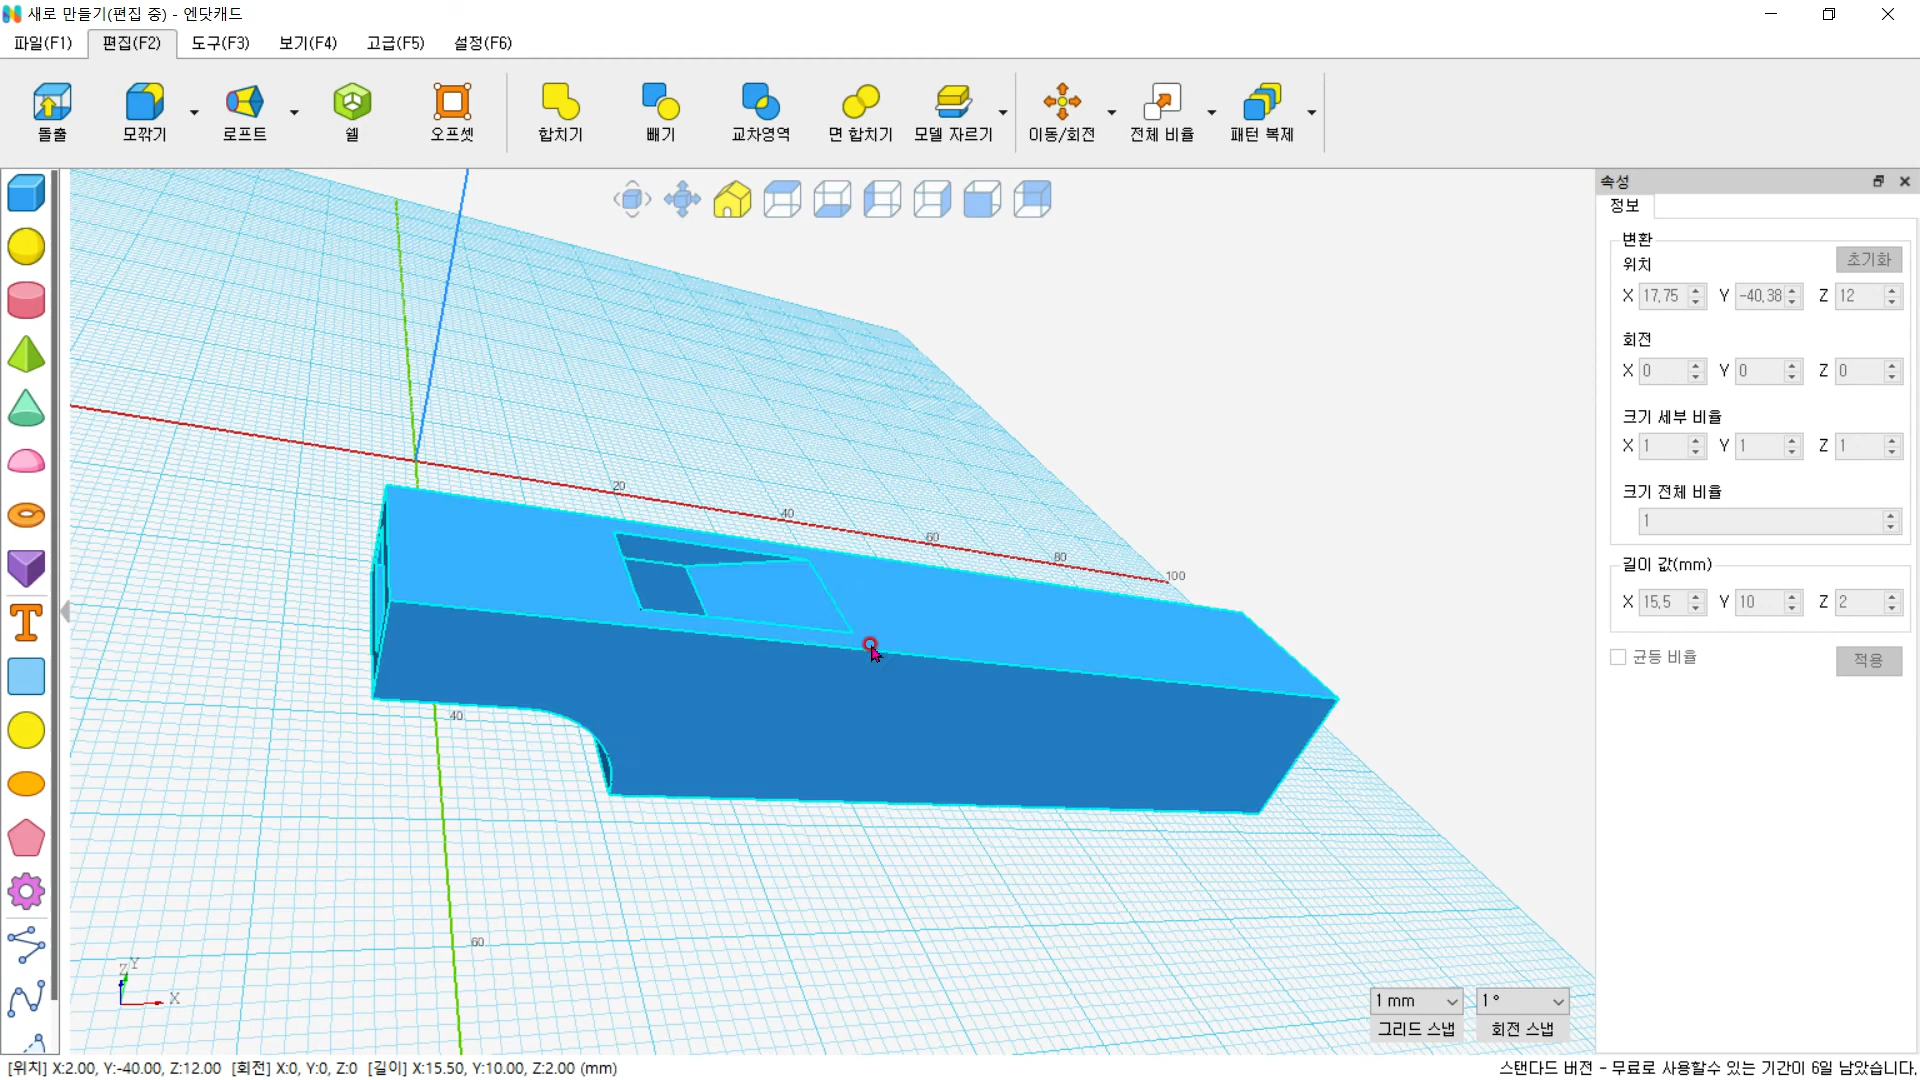 새로 만들기(편집 중) - 엔닷캐드
파일(F1) 편집(F2) 도구(F3) 보기(F4) 고급(F5) 설정(F6)
돌출 모깎기 로프트 쉘 오프셋 합치기 빼기 교차영역 면 합치기 모델 자르기 이동/회전 전체 비율 패턴 복제
속성
정보
변환
위치 초기화
X 17,75 Y -40,38 Z 12
회전
X 0 Y 0 Z 0
크기 세부 비율
X 1 Y 1 Z 1
크기 전체 비율
1
길이 값(mm)
X 15,5 Y 10 Z 2
균등 비율 적용
T
20
40
60
80
100
40
60
Z Y
X
1 mm 1 °
그리드 스냅 회전 스냅
[위치] X:2.00, Y:-40.00, Z:12.00 [회전] X:0, Y:0, Z:0 [길이] X:15.50, Y:10.00, Z:2.00 (mm)
스탠다드 버전 - 무료로 사용할수 있는 기간이 6일 남았습니다.